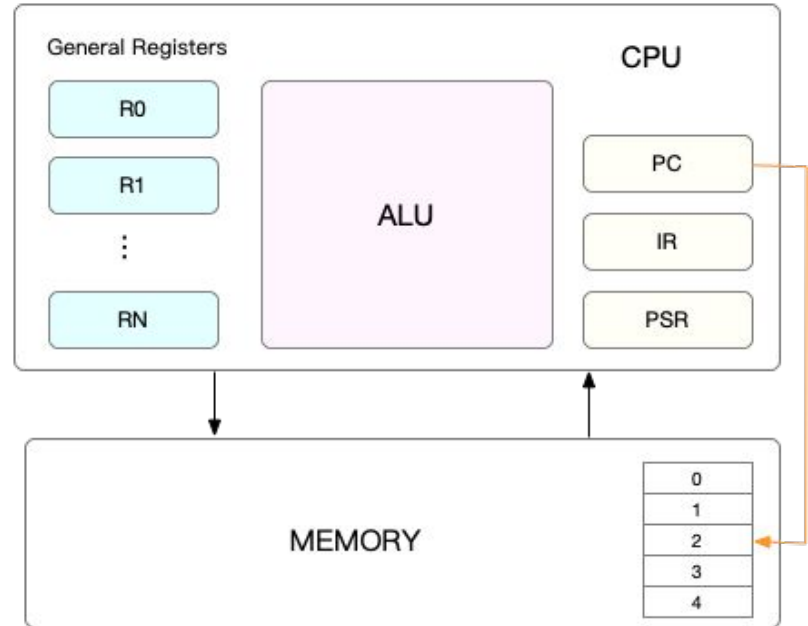 General Registers
CPU
R0
R1
⋮
RN
ALU
PC
IR
PSR
MEMORY
0
1
2
3
4